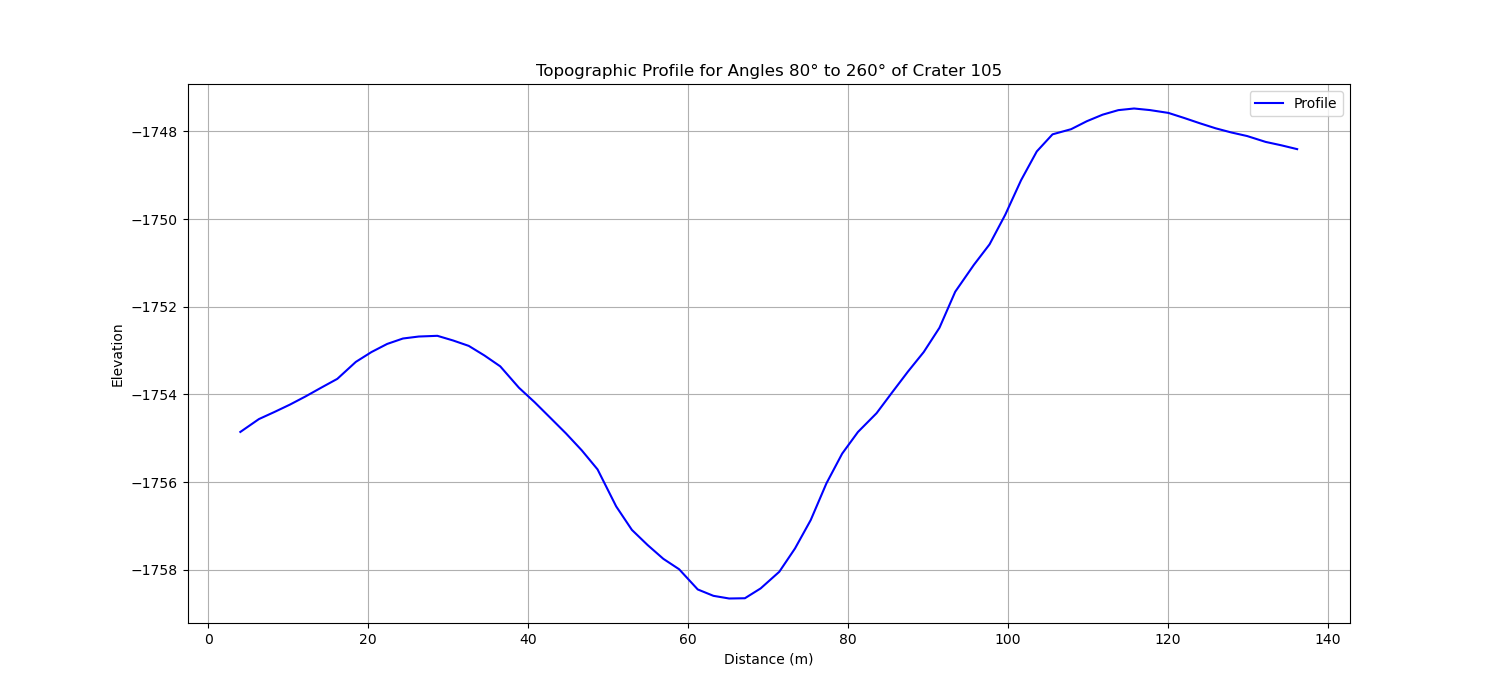 Topographic Profile for Angles 80° to 260° of Crater 105
Profile
−1748
−1750
−1752
−1754
−1756
−1758
Elevation
0 20 40 60 80 100 120 140
Distance (m)